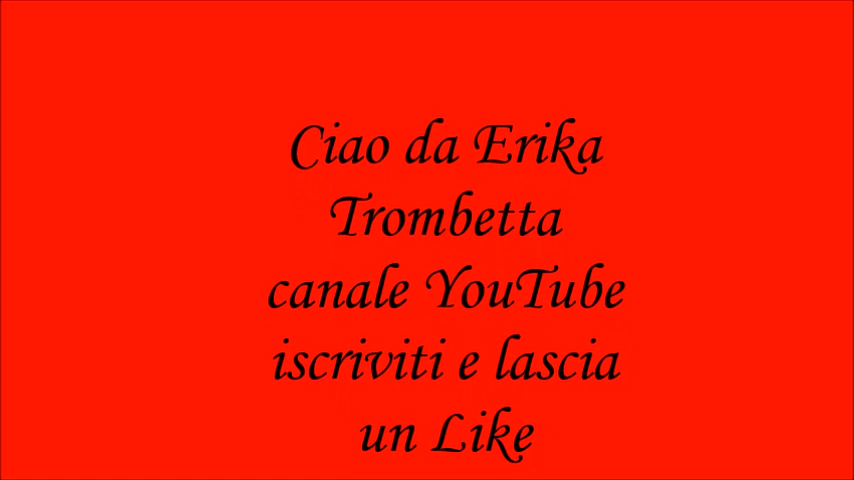 Ciao da Erika
Trombetta
canale YouTube
iscriviti e lascia
un Like